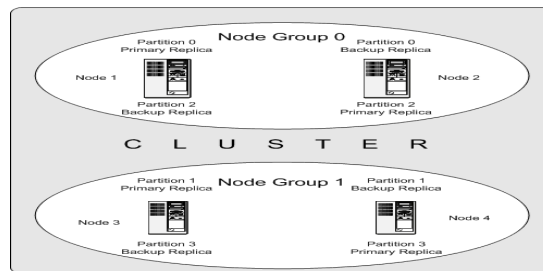 Node Group 0
Partition 0
Primary Replica
Partition 0
Backup Replica
Node 1
Node 2
Partition 2
Backup Replica
Partition 2
Primary Replica
C L U S T E R
Node Group 1
Partition 1
Primary Replica
Partition 1
Backup Replica
Node 3
Node 4
Partition 3
Backup Replica
Partition 3
Primary Replica